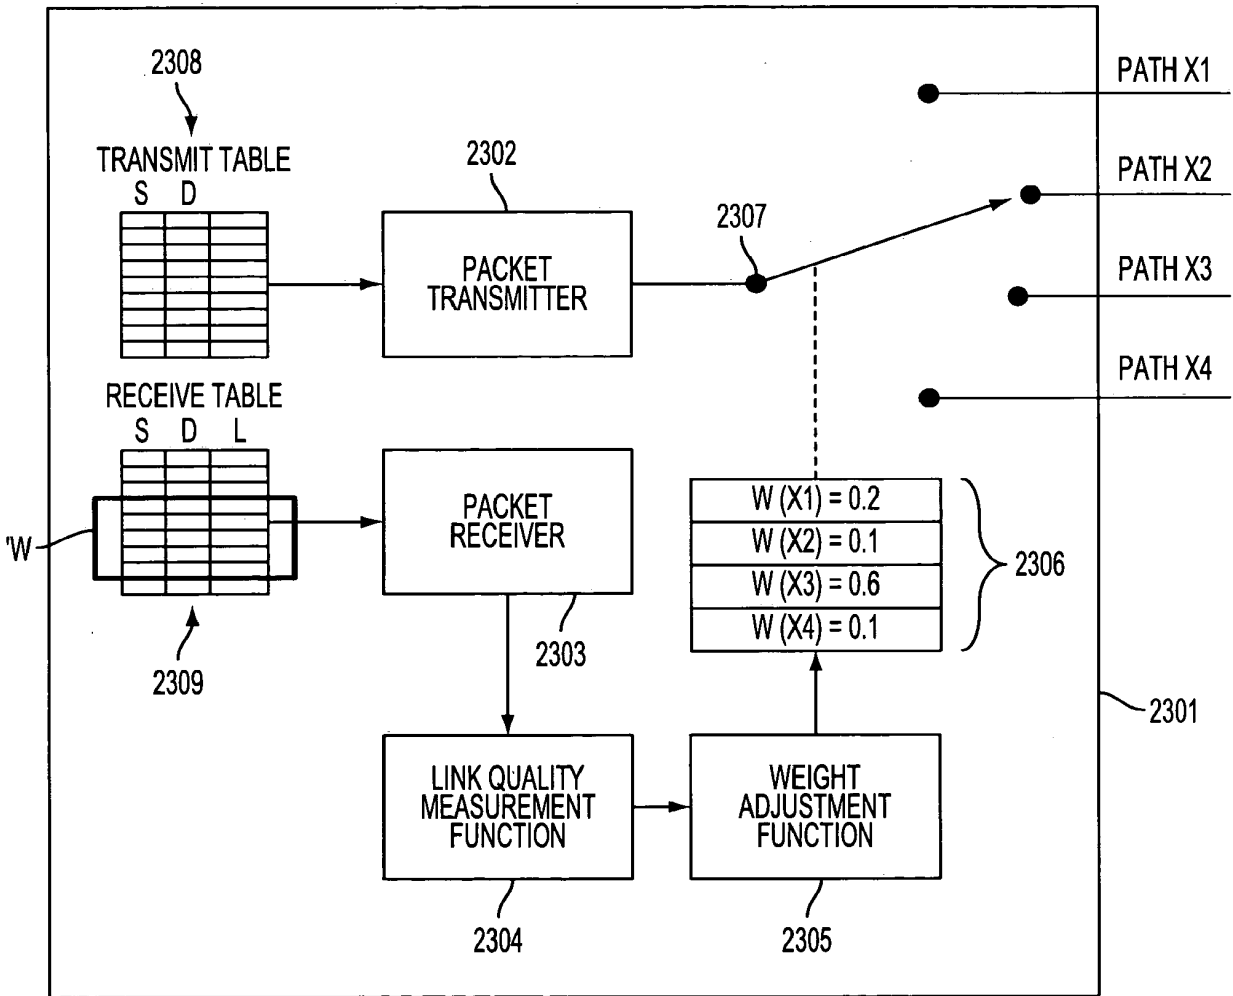 2308
TRANSMIT TABLE
S D
2302
PACKET
TRANSMITTER
2307
PATH X1
PATH X2
PATH X3
PATH X4
RECEIVE TABLE
S D L
'W
2309
PACKET
RECEIVER
2303
W (X1) = 0.2
W (X2) = 0.1
W (X3) = 0.6
W (X4) = 0.1
2306
2301
LINK QUALITY
MEASUREMENT
FUNCTION
2304
WEIGHT
ADJUSTMENT
FUNCTION
2305